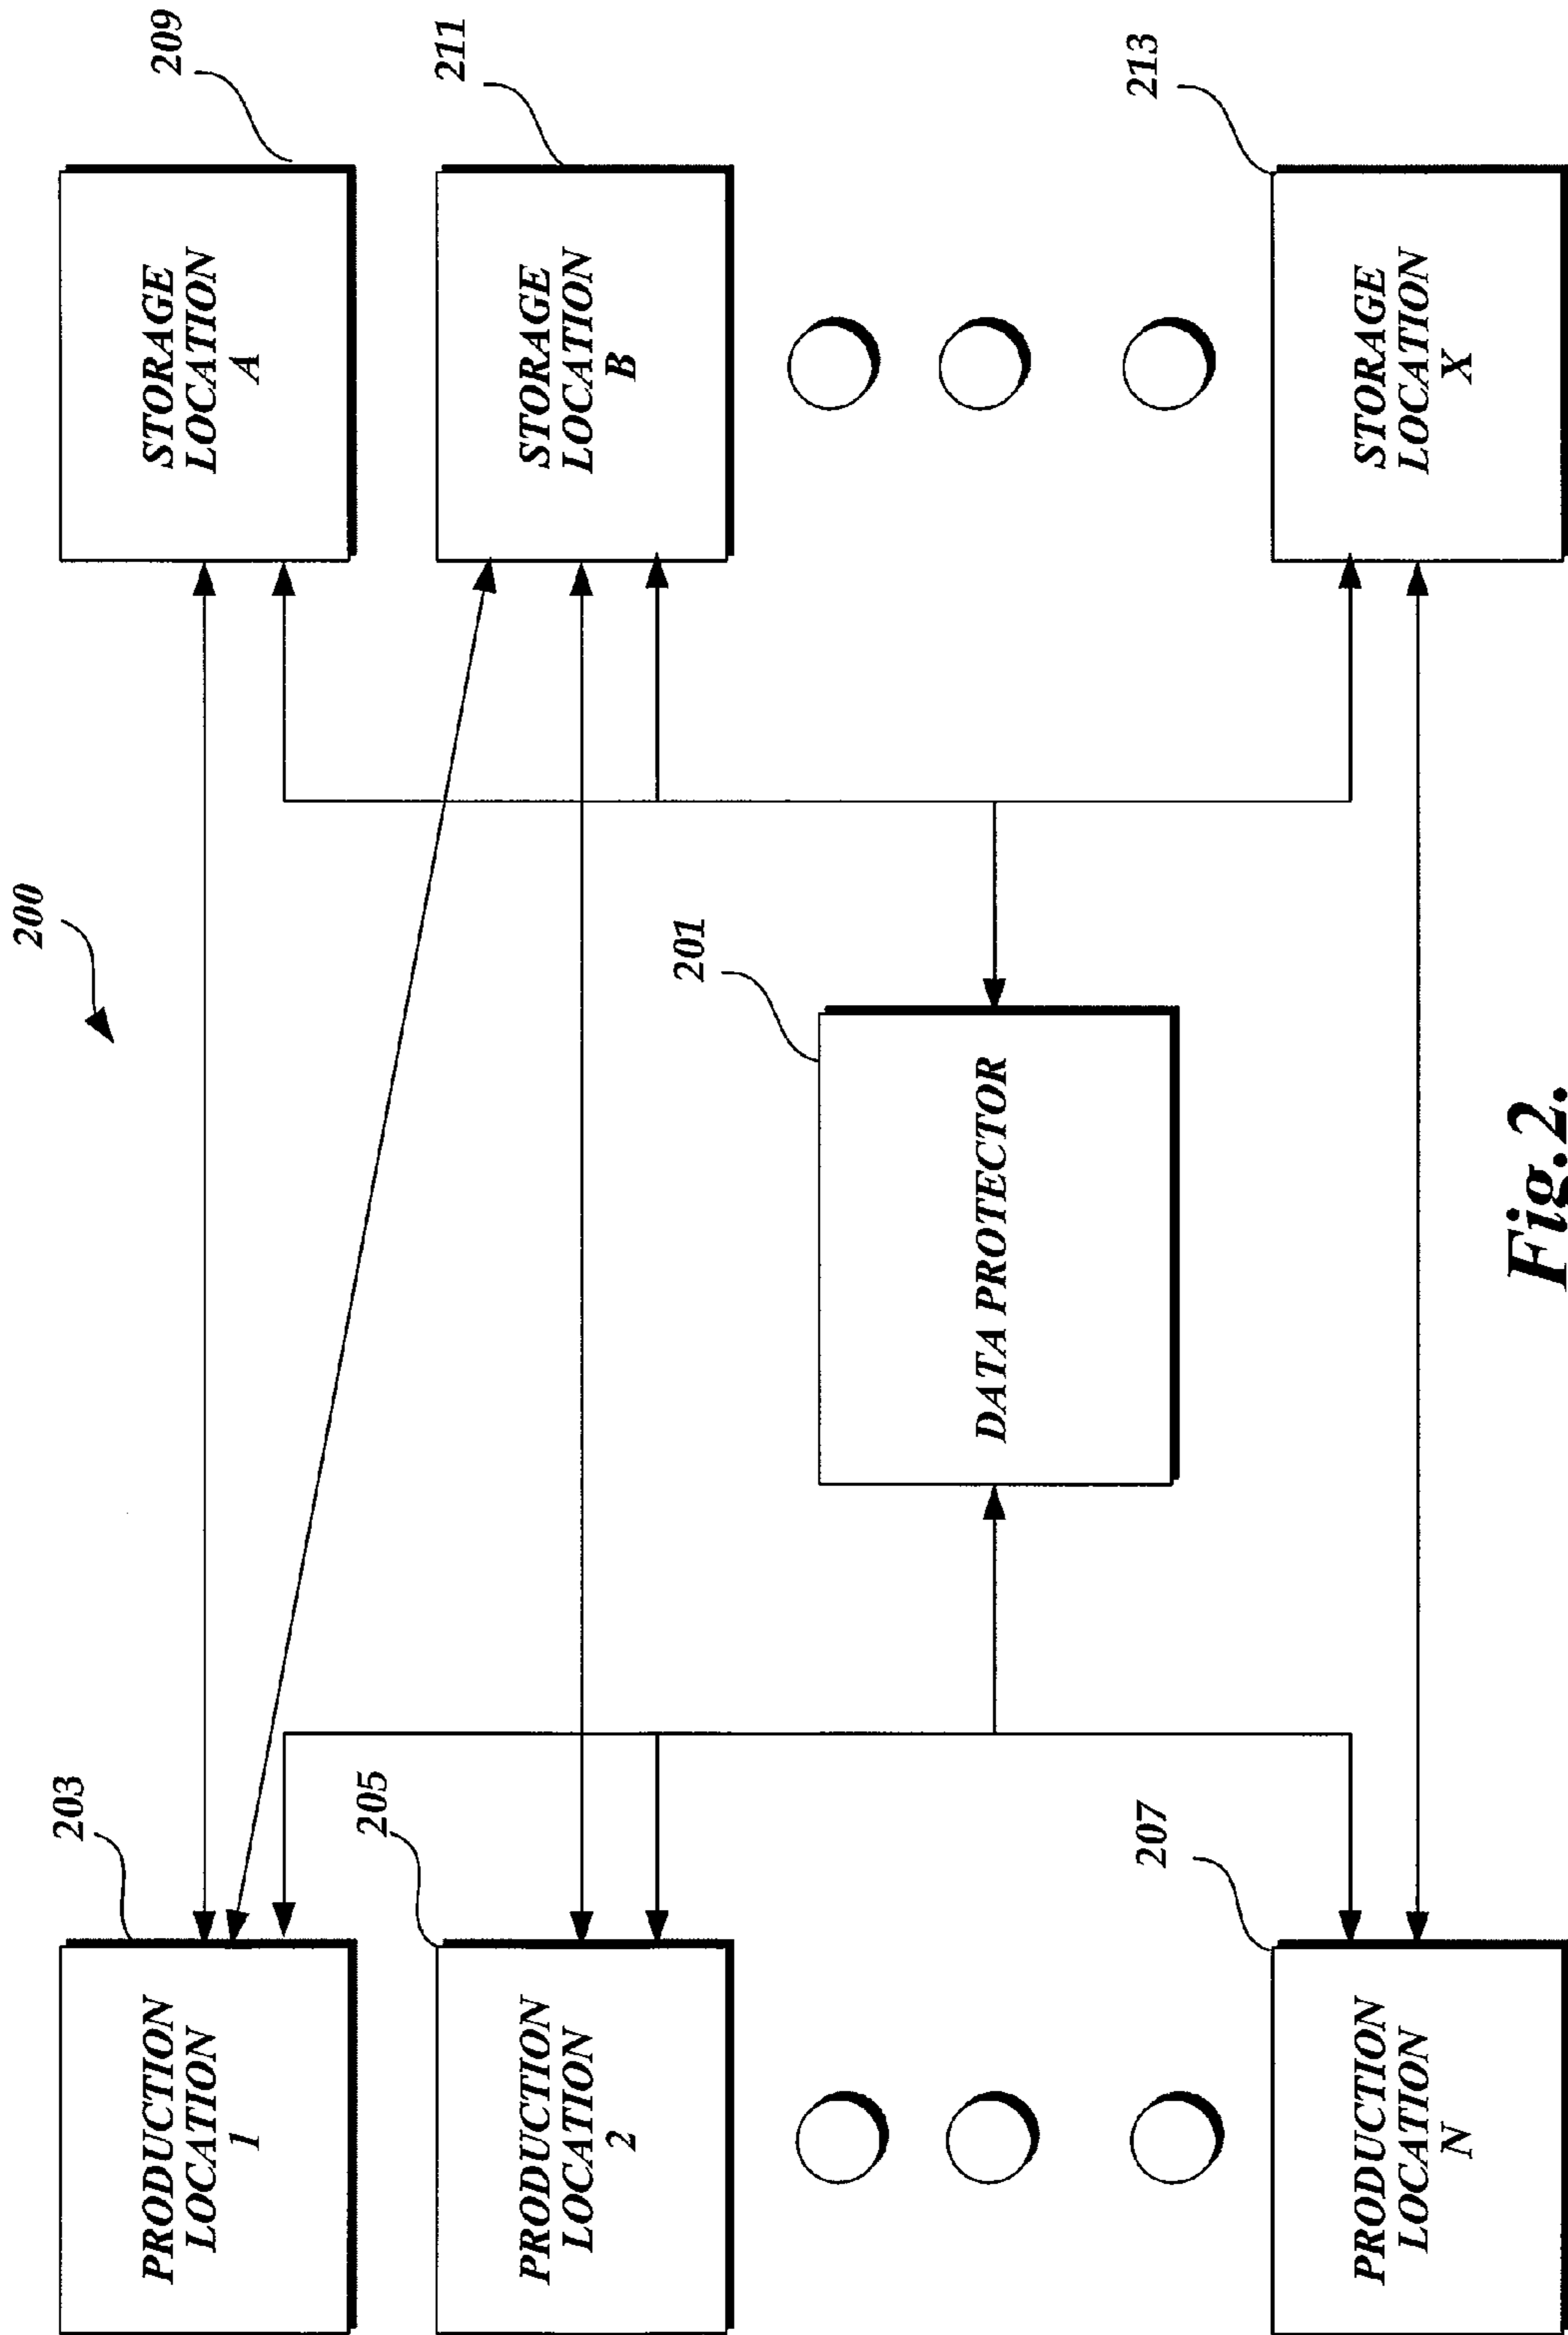 200
203
PRODUCTION
LOCATION
1
209
STORAGE
LOCATION
A
205
PRODUCTION
LOCATION
2
211
STORAGE
LOCATION
B
201
DATA PROTECTOR
207
PRODUCTION
LOCATION
N
213
STORAGE
LOCATION
X
Fig.2.